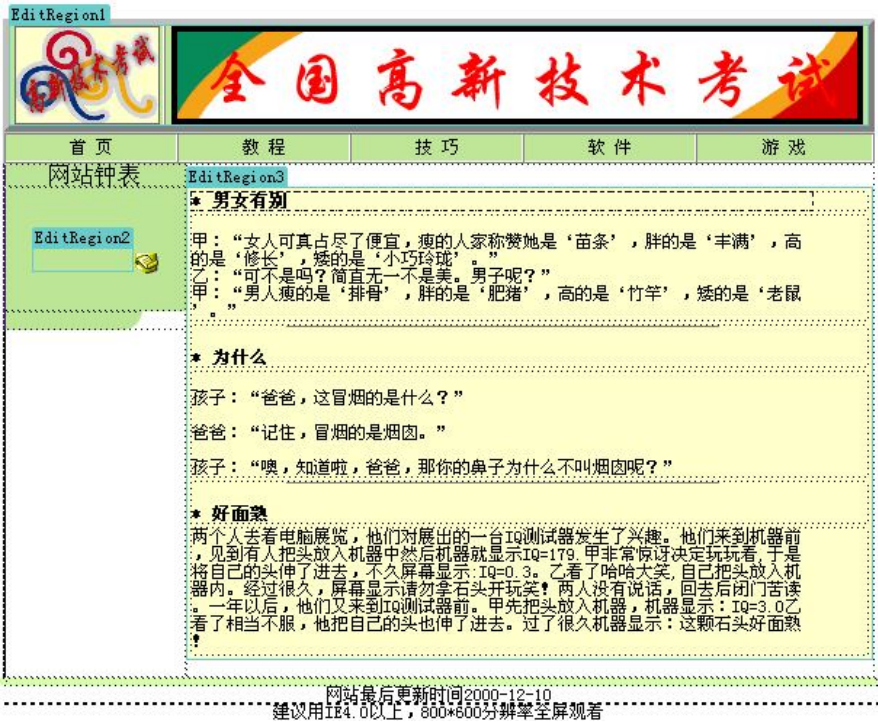 EditRegion1
高新技术考试
全国高新技术考试
首页 教程 技巧 软件 游戏
网站钟表
EditRegion3
* 男女有别
EditRegion2
甲：“女人可真占尽了便宜，瘦的人家称赞她是‘苗条’，胖的是‘丰满’，高
的是‘修长’，矮的是‘小巧玲珑’。”
乙：“可不是吗？简直无一不是美。男子呢？”
甲：“男人瘦的是‘排骨’，胖的是‘肥猪’，高的是‘竹竿’，矮的是‘老鼠
’。”
* 为什么
孩子：“爸爸，这冒烟的是什么？”
爸爸：“记住，冒烟的是烟囱。”
孩子：“噢，知道啦，爸爸，那你的鼻子为什么不叫烟囱呢？”
* 好面熟
两个人去看电脑展览，他们对展出的一台IQ测试器发生了兴趣。他们来到机器前
，见到有人把头放入机器中然后机器就显示IQ=179.甲非常惊讶决定玩玩看,于是
将自己的头伸了进去，不久屏幕显示:IQ=0.3。乙看了哈哈大笑,自己把头放入机
器内。经过很久，屏幕显示请勿拿石头开玩笑！两人没有说话，回去后闭门苦读
。一年以后，他们又来到IQ测试器前。甲先把头放入机器，机器显示：IQ=3.0乙
看了相当不服，他把自己的头也伸了进去。过了很久机器显示：这颗石头好面熟
！
网站最后更新时间2000-12-10
建议用IE4.0以上，800*600分辨率全屏观看